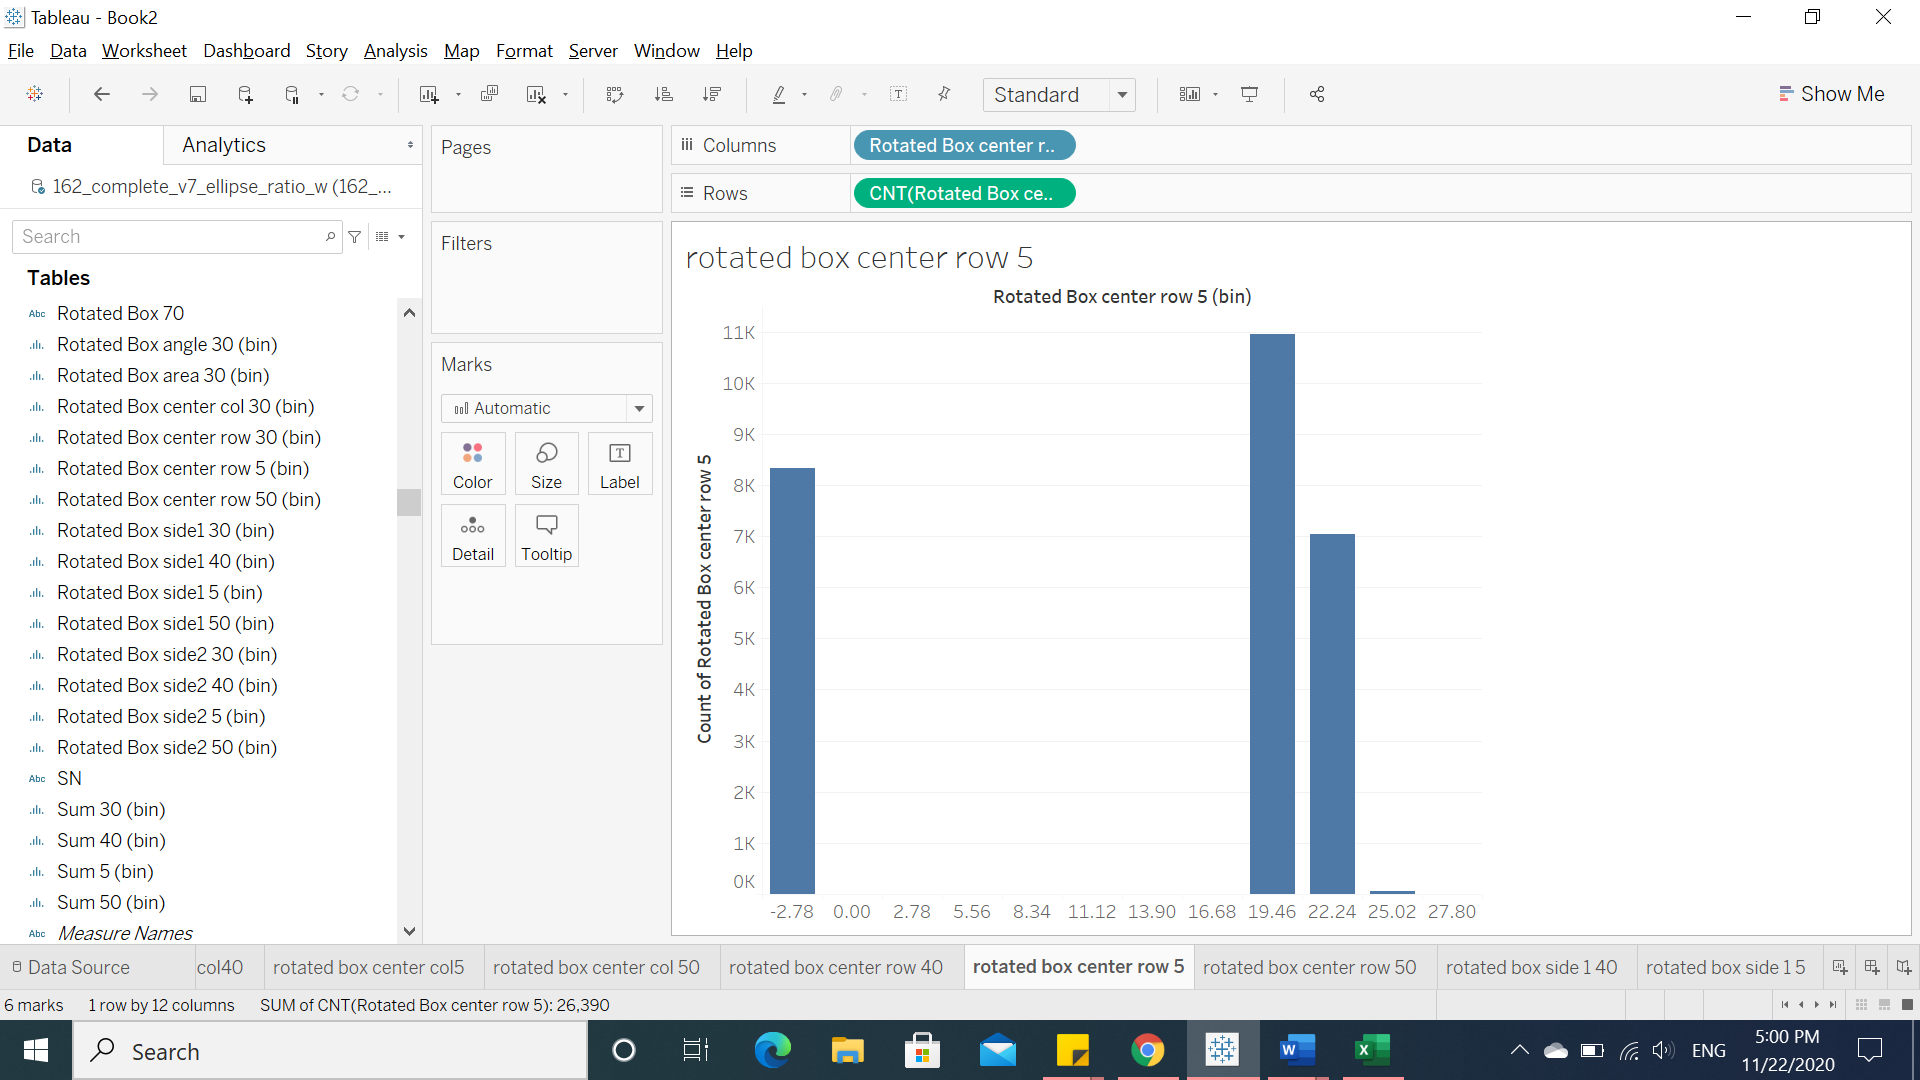 Tableau - Book2
File Data Worksheet Dashboard Story Analysis Map Format Server Window Help
Standard
Show Me
Data
Analytics
162_complete_v7_ellipse_ratio_w (162_...
Search
Tables
Abc Rotated Box 70
Rotated Box angle 30 (bin)
Rotated Box area 30 (bin)
Rotated Box center col 30 (bin)
Rotated Box center row 30 (bin)
Rotated Box center row 5 (bin)
Rotated Box center row 50 (bin)
Rotated Box side1 30 (bin)
Rotated Box side1 40 (bin)
Rotated Box side1 5 (bin)
Rotated Box side1 50 (bin)
Rotated Box side2 30 (bin)
Rotated Box side2 40 (bin)
Rotated Box side2 5 (bin)
Rotated Box side2 50 (bin)
Abc SN
Sum 30 (bin)
Sum 40 (bin)
Sum 5 (bin)
Sum 50 (bin)
Abc Measure Names
Pages
Filters
Marks
Automatic
Color
Size
T
Label
Detail
Tooltip
Columns
Rotated Box center r..
Rows
CNT(Rotated Box ce..
rotated box center row 5
Rotated Box center row 5 (bin)
Count of Rotated Box center row 5
11K
10K
9K
8K
7K
6K
5K
4K
3K
2K
1K
0K
-2.78 0.00 2.78 5.56 8.34 11.12 13.90 16.68 19.46 22.24 25.02 27.80
Data Source
col40
rotated box center col5
rotated box center col 50
rotated box center row 40
rotated box center row 5
rotated box center row 50
rotated box side 1 40
rotated box side 1 5
6 marks
1 row by 12 columns
SUM of CNT(Rotated Box center row 5): 26,390
Search
W
X
ENG
5:00 PM
11/22/2020